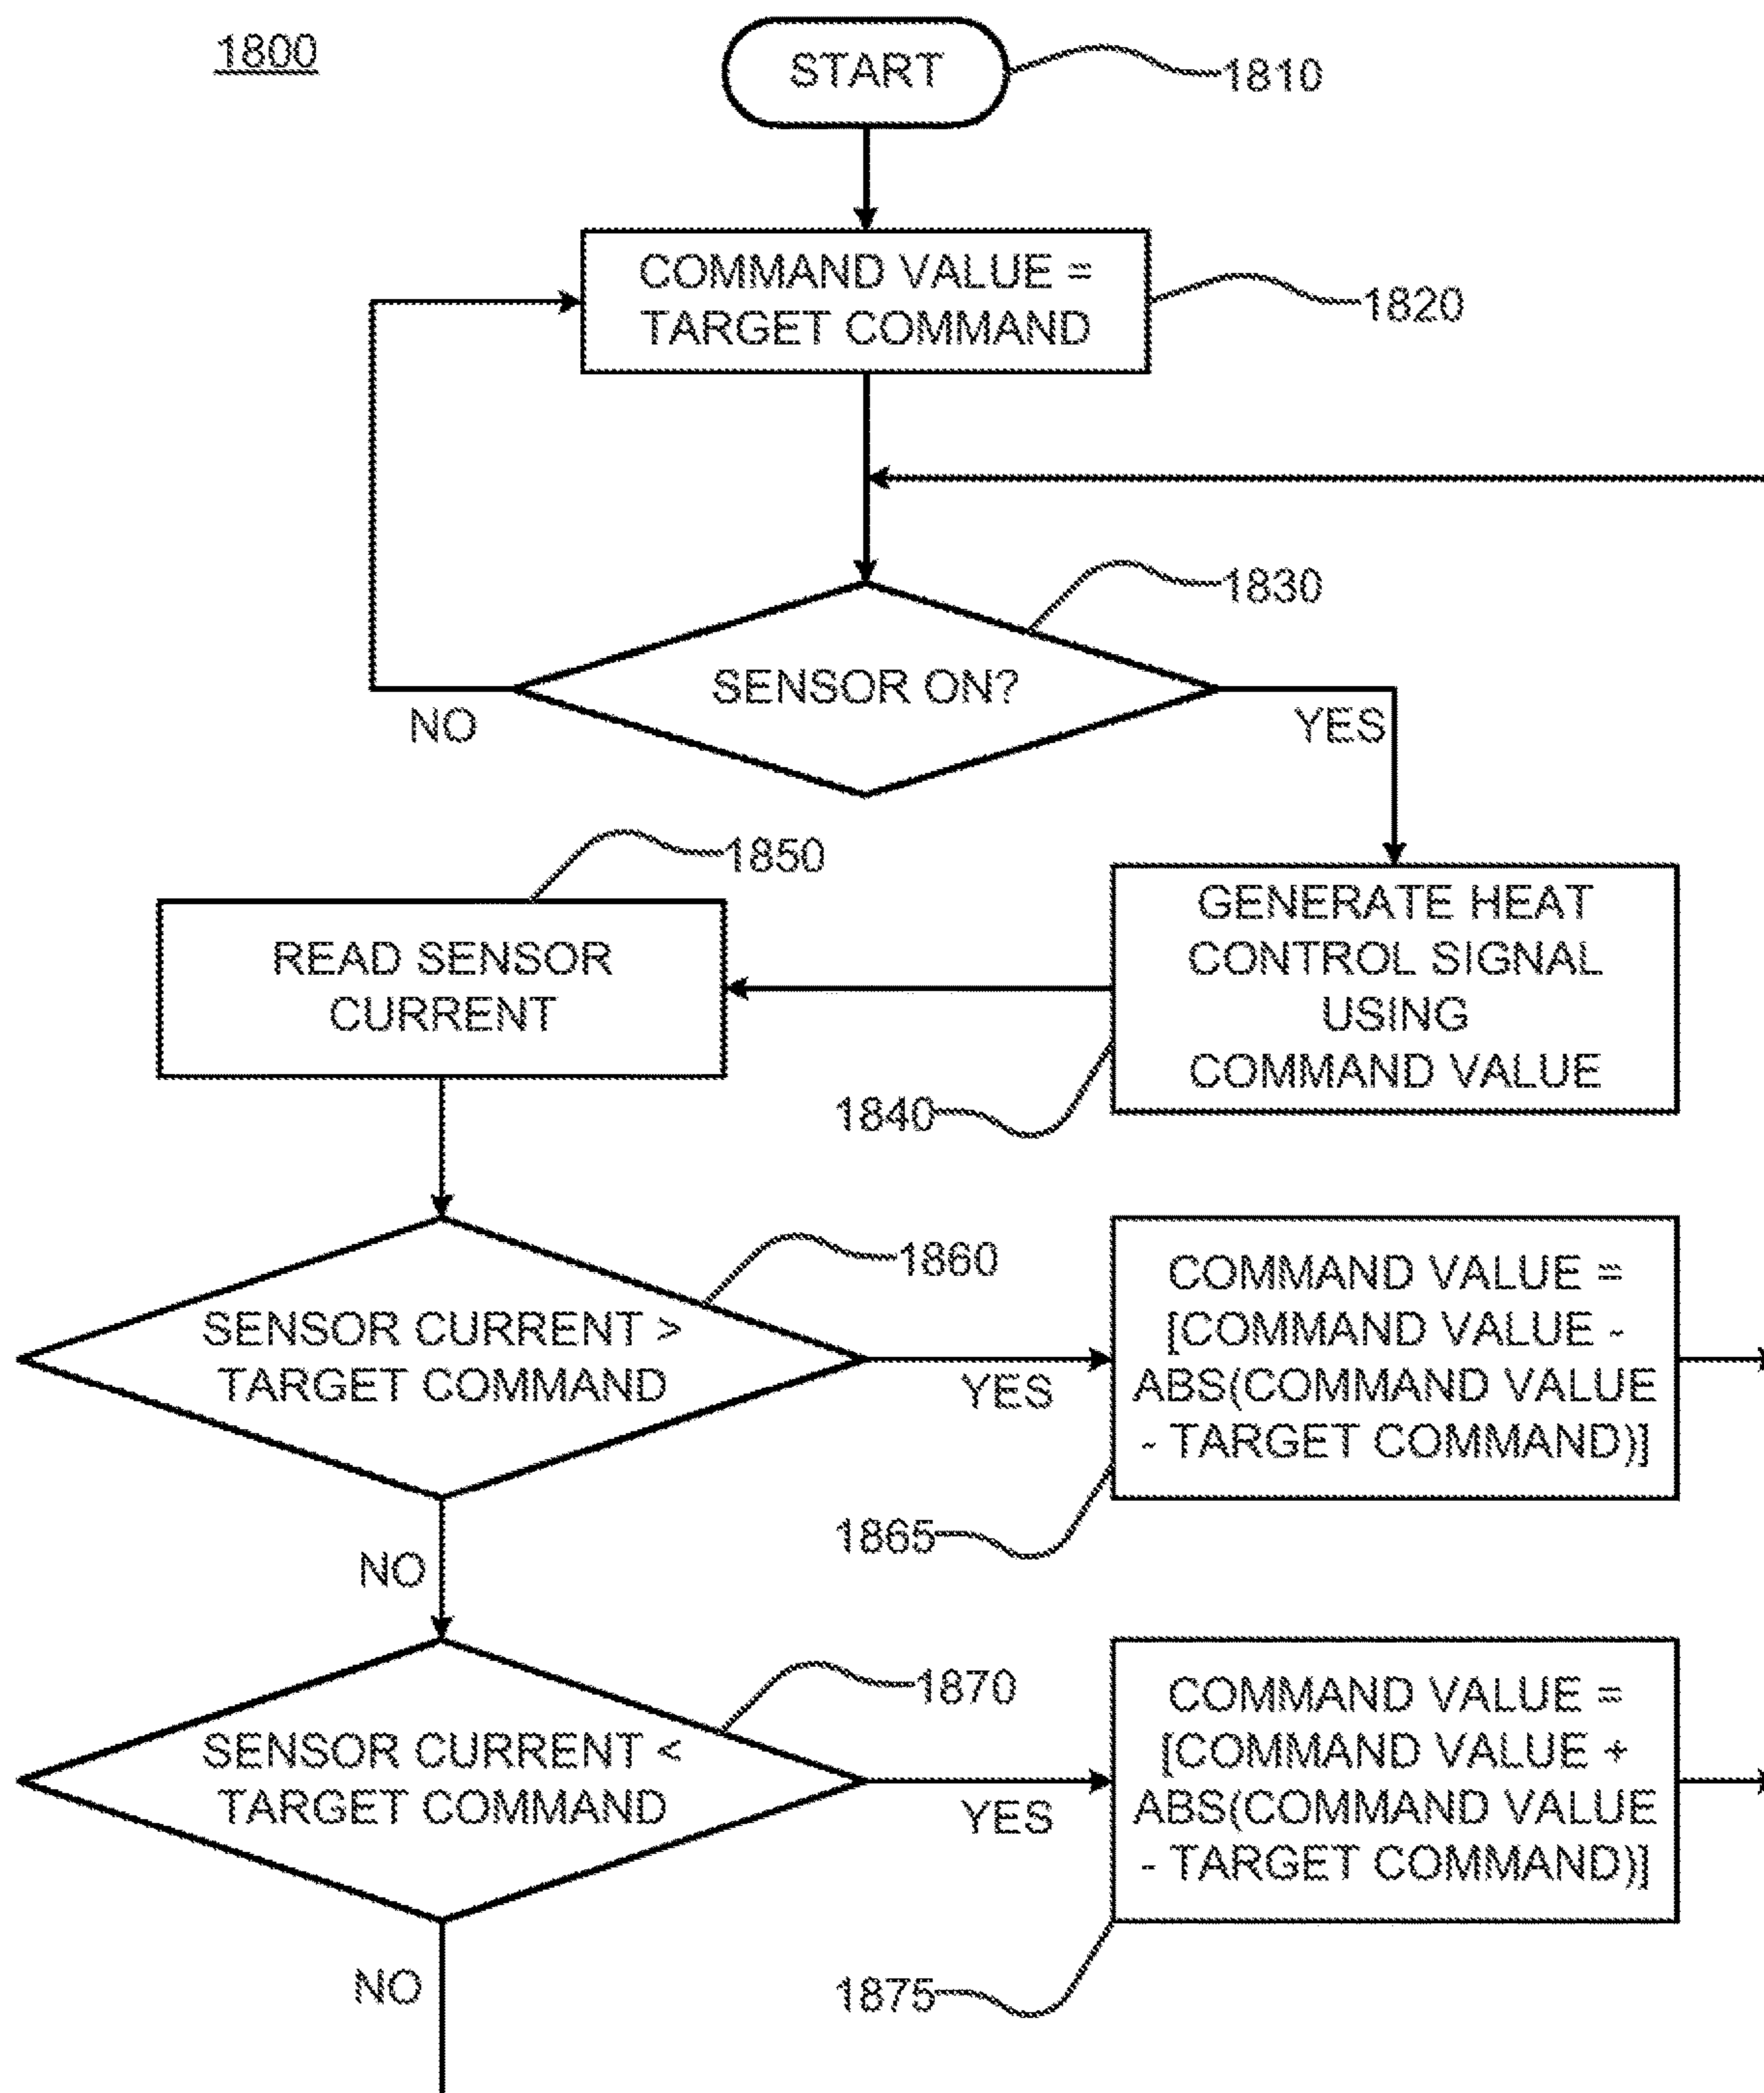 1800
START
1810
COMMAND VALUE =
TARGET COMMAND
1820
1830
SENSOR ON?
NO
YES
1850
READ SENSOR
CURRENT
GENERATE HEAT
CONTROL SIGNAL
USING
COMMAND VALUE
1840
1860
SENSOR CURRENT >
TARGET COMMAND
YES
COMMAND VALUE =
[COMMAND VALUE -
ABS(COMMAND VALUE
- TARGET COMMAND)]
1865
NO
1870
SENSOR CURRENT <
TARGET COMMAND
YES
COMMAND VALUE =
[COMMAND VALUE +
ABS(COMMAND VALUE
- TARGET COMMAND)]
1875
NO